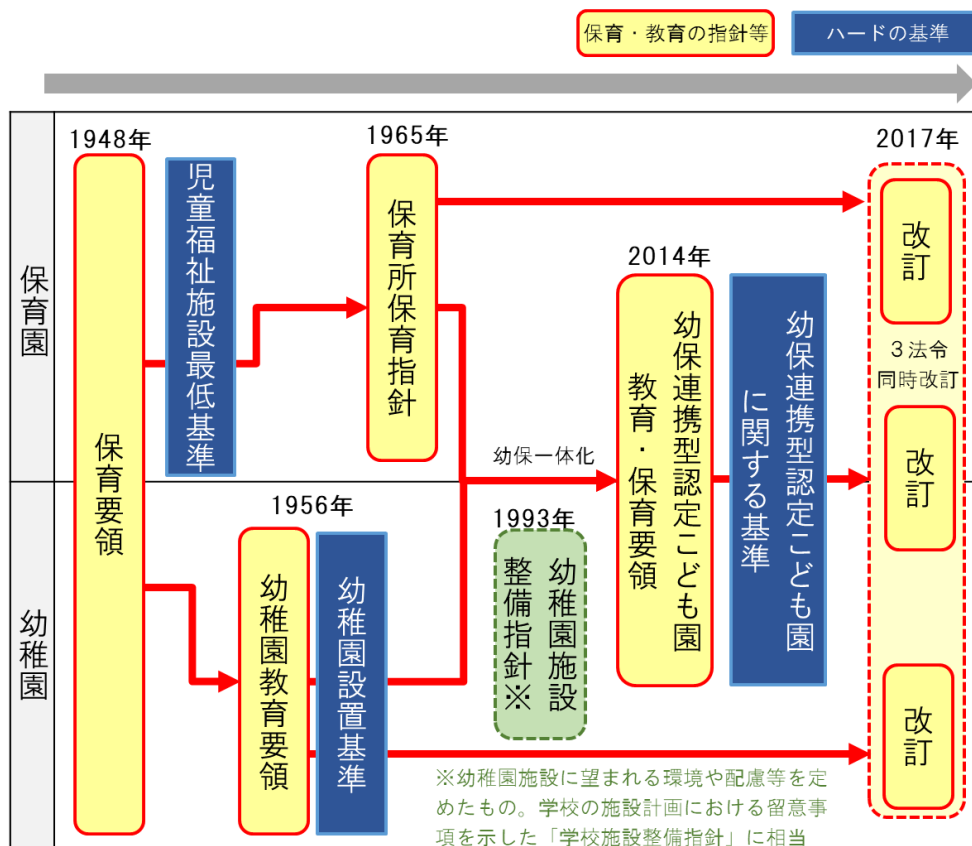 保育・教育の指針等
ハードの基準
1948年
1965年
2017年
保育園
幼稚園
保育要領
児童福祉施設最低基準
保育所保育指針
改訂
2014年
幼保連携型認定こども園
教育・保育要領
幼保連携型認定こども園
に関する基準
3法令
同時改訂
幼保一体化
改訂
1956年
1993年
幼稚園教育要領
幼稚園設置基準
幼稚園施設
整備指針※
改訂
※幼稚園施設に望まれる環境や配慮等を定
めたもの。学校の施設計画における留意事
項を示した「学校施設整備指針」に相当